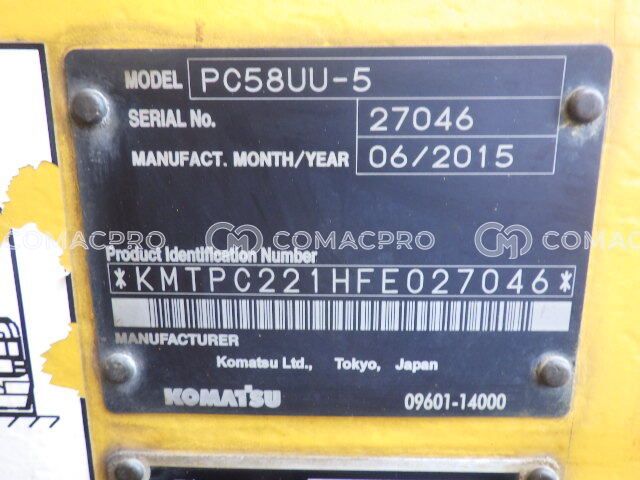 MODEL PC58UU-5
SERIAL No. 27046
MANUFACT. MONTH/YEAR 06/2015
COMACPRO COMACPRO COMACPRO
Product Identification Number
*KMTPC221HFE027046*
MANUFACTURER
Komatsu Ltd., Tokyo, Japan
KOMATSU 09601-14000